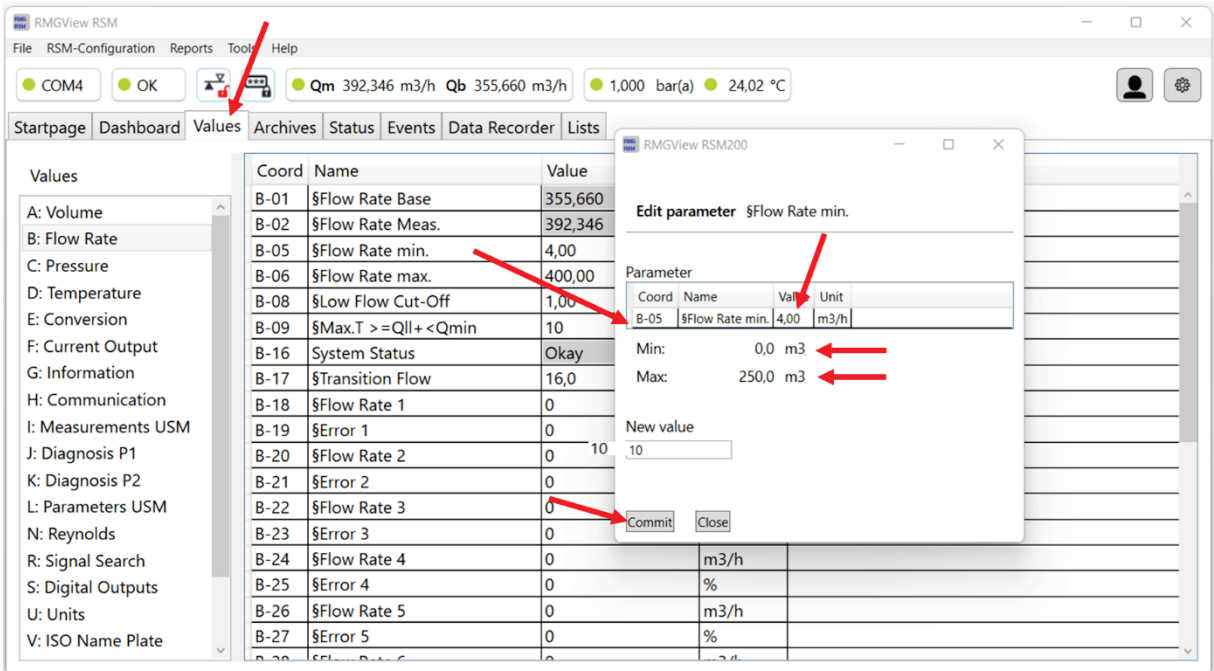 RMGView RSM
File RSM-Configuration Reports Tools Help
COM4 OK Qm 392,346 m3/h Qb 355,660 m3/h 1,000 bar(a) 24,02 °C
Startpage Dashboard Values Archives Status Events Data Recorder Lists
Values
A: Volume
B: Flow Rate
C: Pressure
D: Temperature
E: Conversion
F: Current Output
G: Information
H: Communication
I: Measurements USM
J: Diagnosis P1
K: Diagnosis P2
L: Parameters USM
N: Reynolds
R: Signal Search
S: Digital Outputs
U: Units
V: ISO Name Plate
Coord Name Value
B-01 §Flow Rate Base 355,660
B-02 §Flow Rate Meas. 392,346
B-05 §Flow Rate min. 4,00
B-06 §Flow Rate max. 400,00
B-08 §Low Flow Cut-Off 1,00
B-09 §Max.T >=Qll+<Qmin 10
B-16 System Status Okay
B-17 §Transition Flow 16,0
B-18 §Flow Rate 1 0
B-19 §Error 1 0
B-20 §Flow Rate 2 0
B-21 §Error 2 0
B-22 §Flow Rate 3 0
B-23 §Error 3 0
B-24 §Flow Rate 4 0 m3/h
B-25 §Error 4 0 %
B-26 §Flow Rate 5 0 m3/h
B-27 §Error 5 0 %
RMGView RSM200
Edit parameter §Flow Rate min.
Parameter
Coord Name Value Unit
B-05 §Flow Rate min. 4,00 m3/h
Min: 0,0 m3
Max: 250,0 m3
New value
10 10
Commit Close